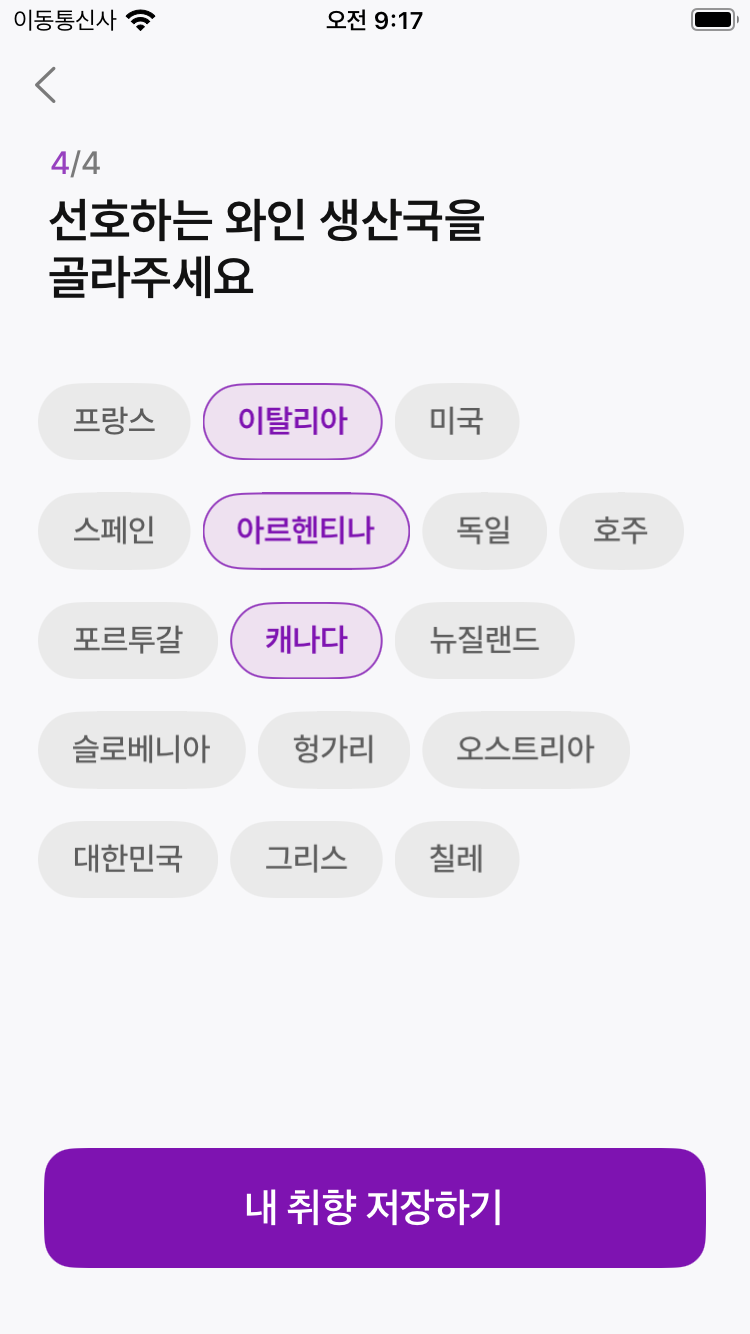 이동통신사 오전 9:17
4/4
선호하는 와인 생산국을
골라주세요
프랑스 이탈리아 미국
스페인 아르헨티나 독일 호주
포르투갈 캐나다 뉴질랜드
슬로베니아 헝가리 오스트리아
대한민국 그리스 칠레
내 취향 저장하기